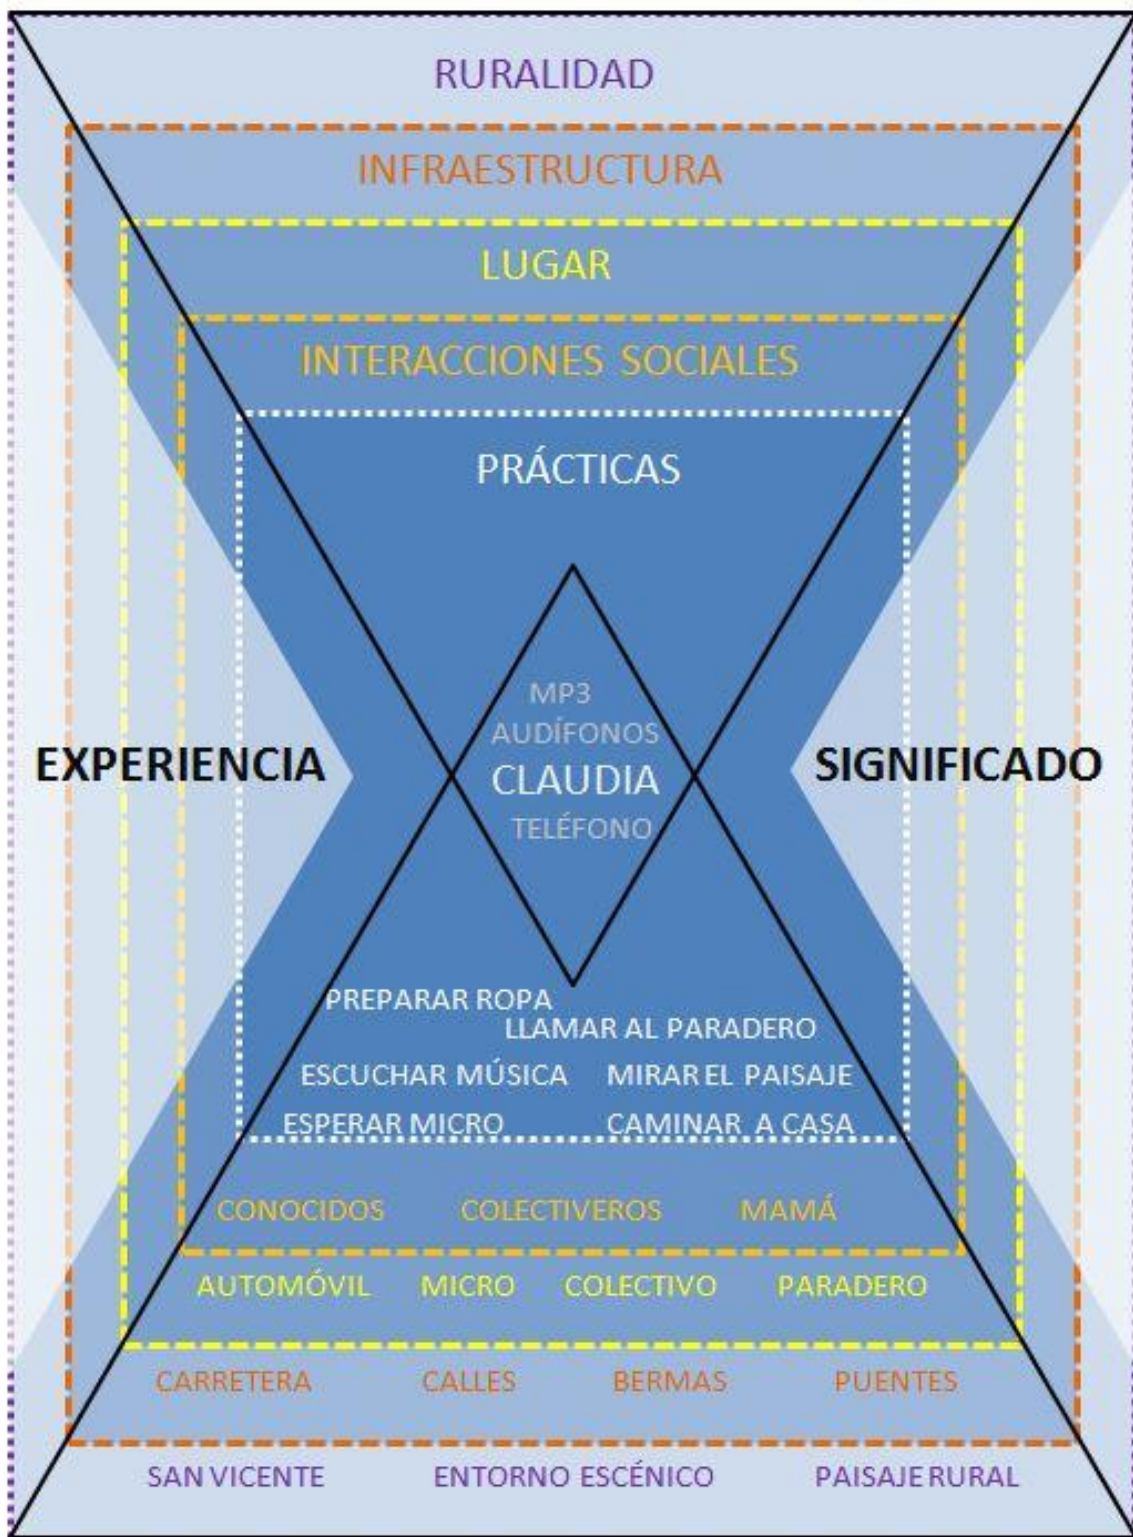 RURALIDAD
INFRAESTRUCTURA
LUGAR
INTERACCIONES SOCIALES
PRÁCTICAS
MP3
AUDÍFONOS
EXPERIENCIA CLAUDIA SIGNIFICADO
TELÉFONO
PREPARAR ROPA
LLAMAR AL PARADERO
ESCUCHAR MÚSICA MIRAR EL PAISAJE
ESPERAR MICRO CAMINAR A CASA
CONOCIDOS COLECTIVEROS MAMÁ
AUTOMÓVIL MICRO COLECTIVO PARADERO
CARRETERA CALLES BERMAS PUENTES
SAN VICENTE ENTORNO ESCÉNICO PAISAJE RURAL